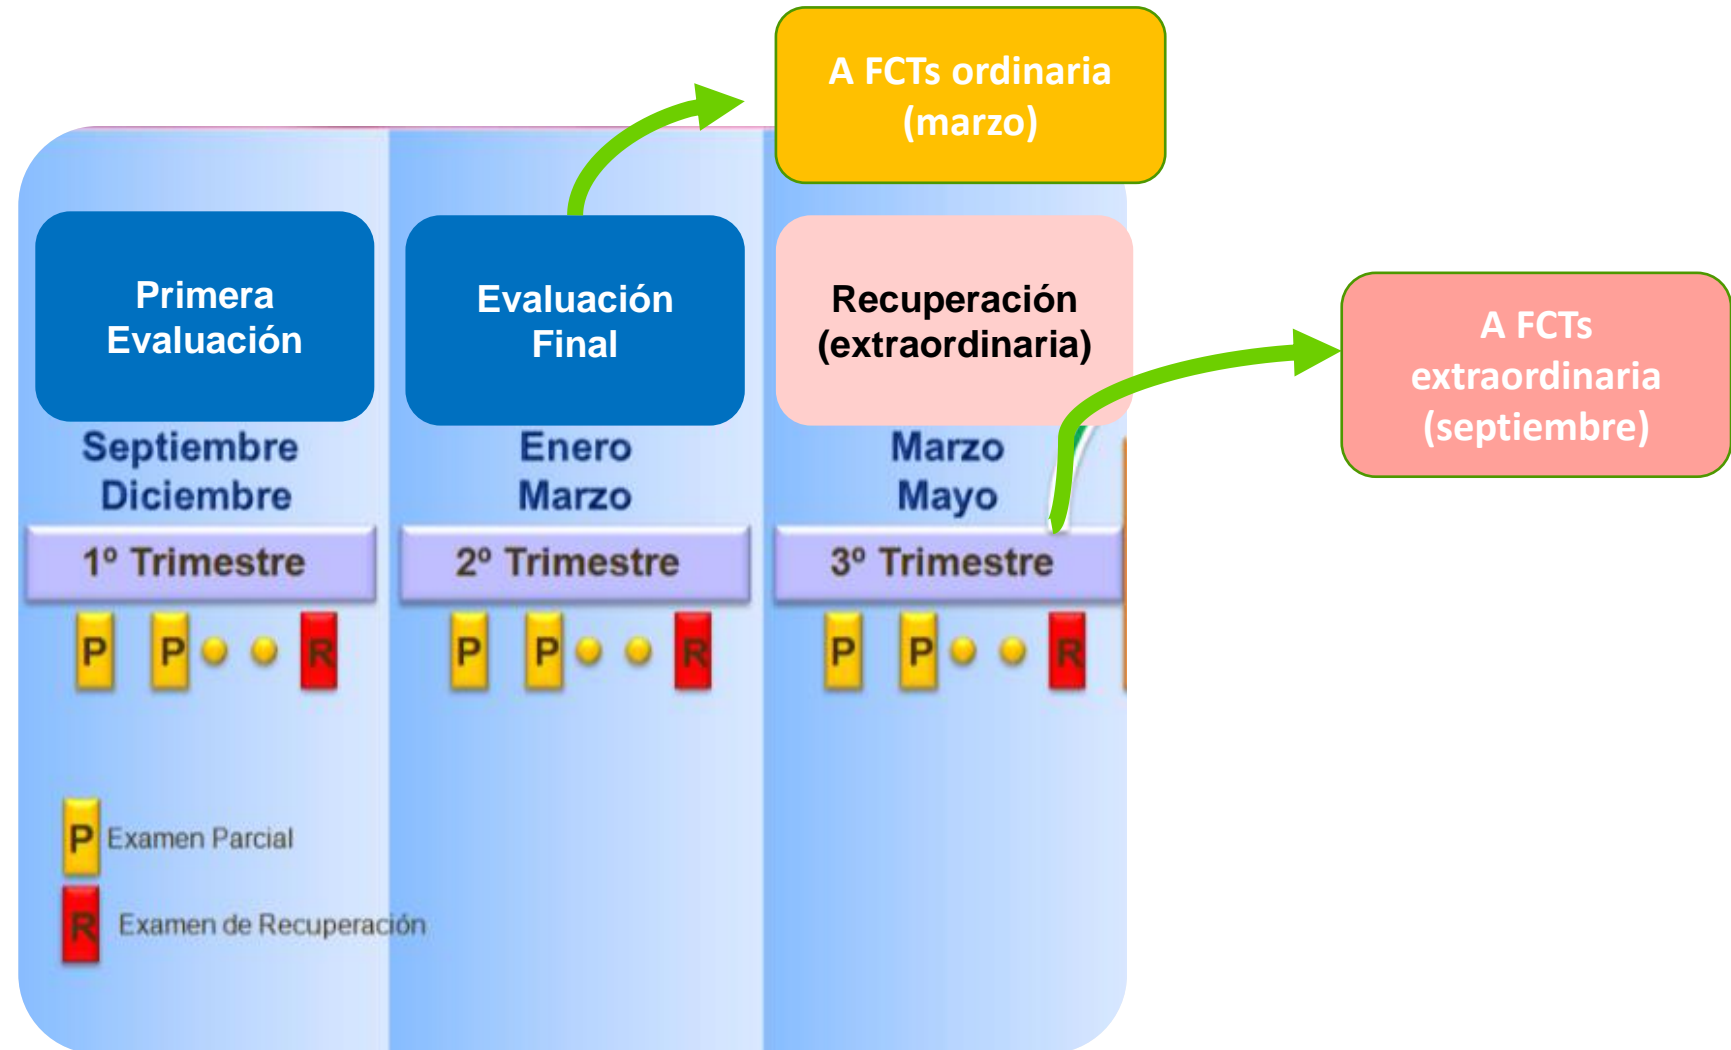 A FCTs ordinaria
(marzo)
Primera
Evaluación
Evaluación
Final
Recuperación
(extraordinaria)
A FCTs
extraordinaria
(septiembre)
Septiembre
Diciembre
Enero
Marzo
Marzo
Mayo
1º Trimestre
2º Trimestre
3º Trimestre
P P R
P P R
P P R
P Examen Parcial
R Examen de Recuperación